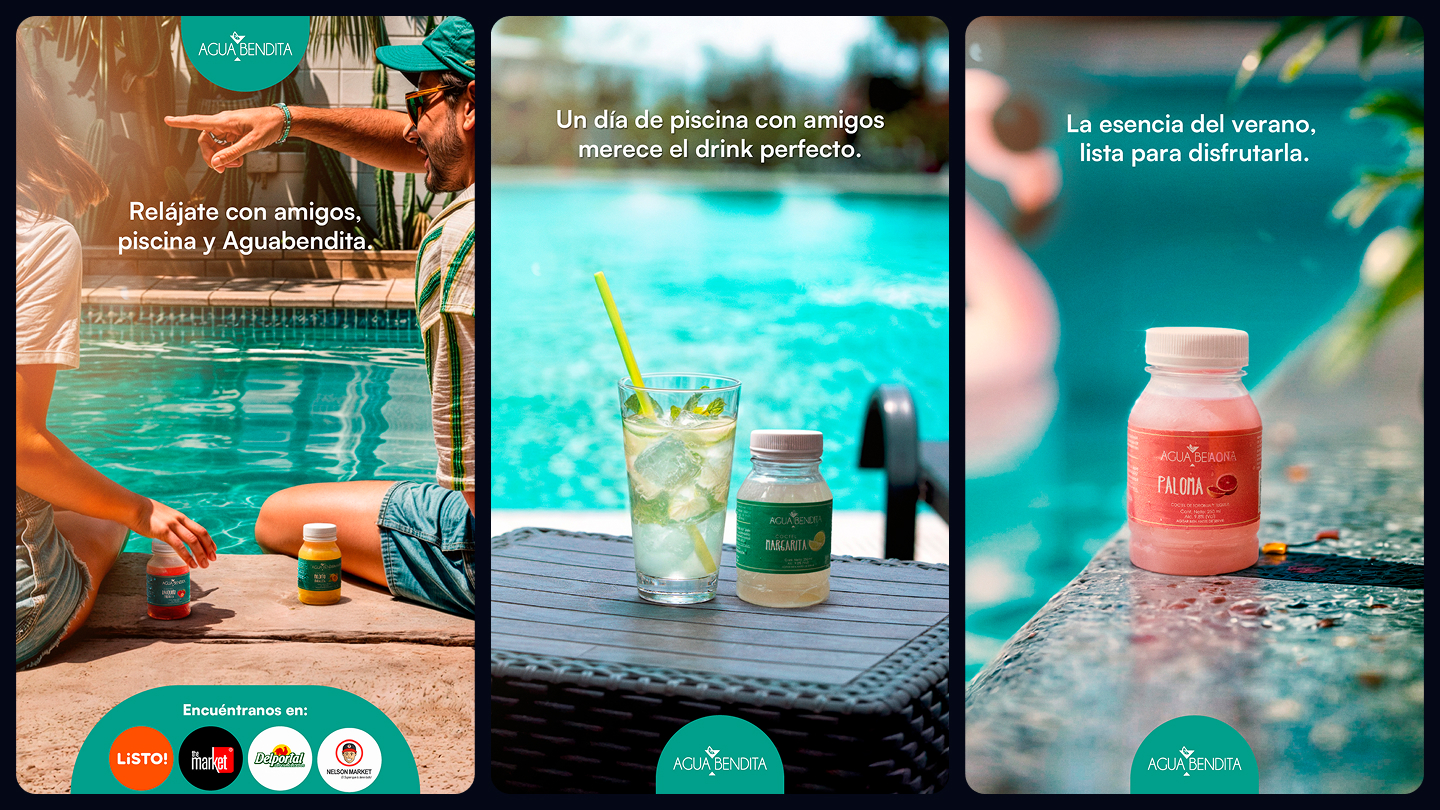 AGUA BENDITA
Relájate con amigos,
piscina y Aguabendita.
AGUA BENDITA
Encuéntranos en:
LiSTO!
the
market
Delportal
NELSON MARKET
Un día de piscina con amigos
merece el drink perfecto.
AGUA BENDITA
MARGARITA
AGUA BENDITA
La esencia del verano,
lista para disfrutarla.
PALOMA
AGUA BENDITA